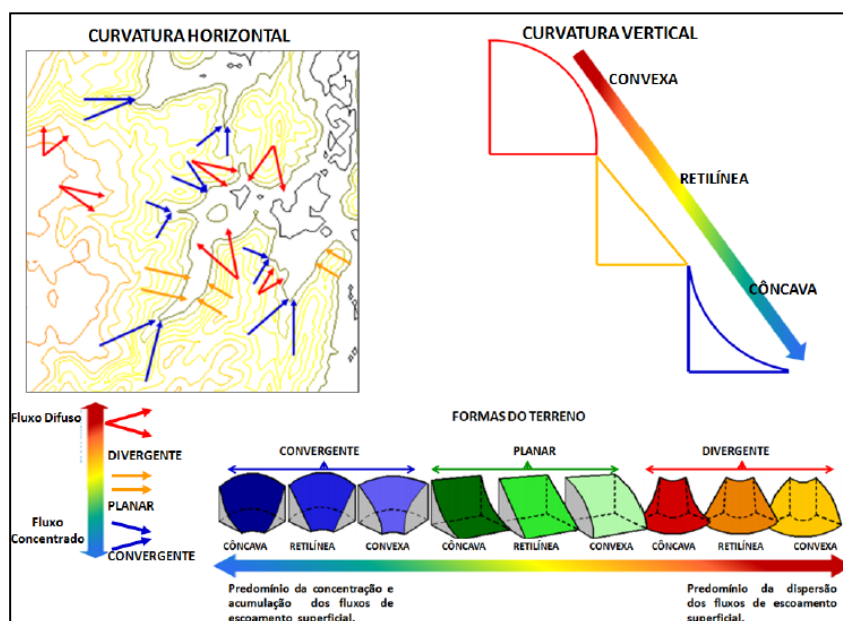 CURVATURA HORIZONTAL
CURVATURA VERTICAL
CONVEXA
RETILÍNEA
CÔNCAVA
Fluxo Difuso
DIVERGENTE
PLANAR
Fluxo
Concentrado
CONVERGENTE
FORMAS DO TERRENO
CONVERGENTE
PLANAR
DIVERGENTE
CÔNCAVA RETILÍNEA CONVEXA CÔNCAVA RETILÍNEA CONVEXA CÔNCAVA RETILÍNEA CONVEXA
Predomínio da concentração e
acumulação dos fluxos de
escoamento superficial.
Predomínio da dispersão
dos fluxos de escoamento
superficial.